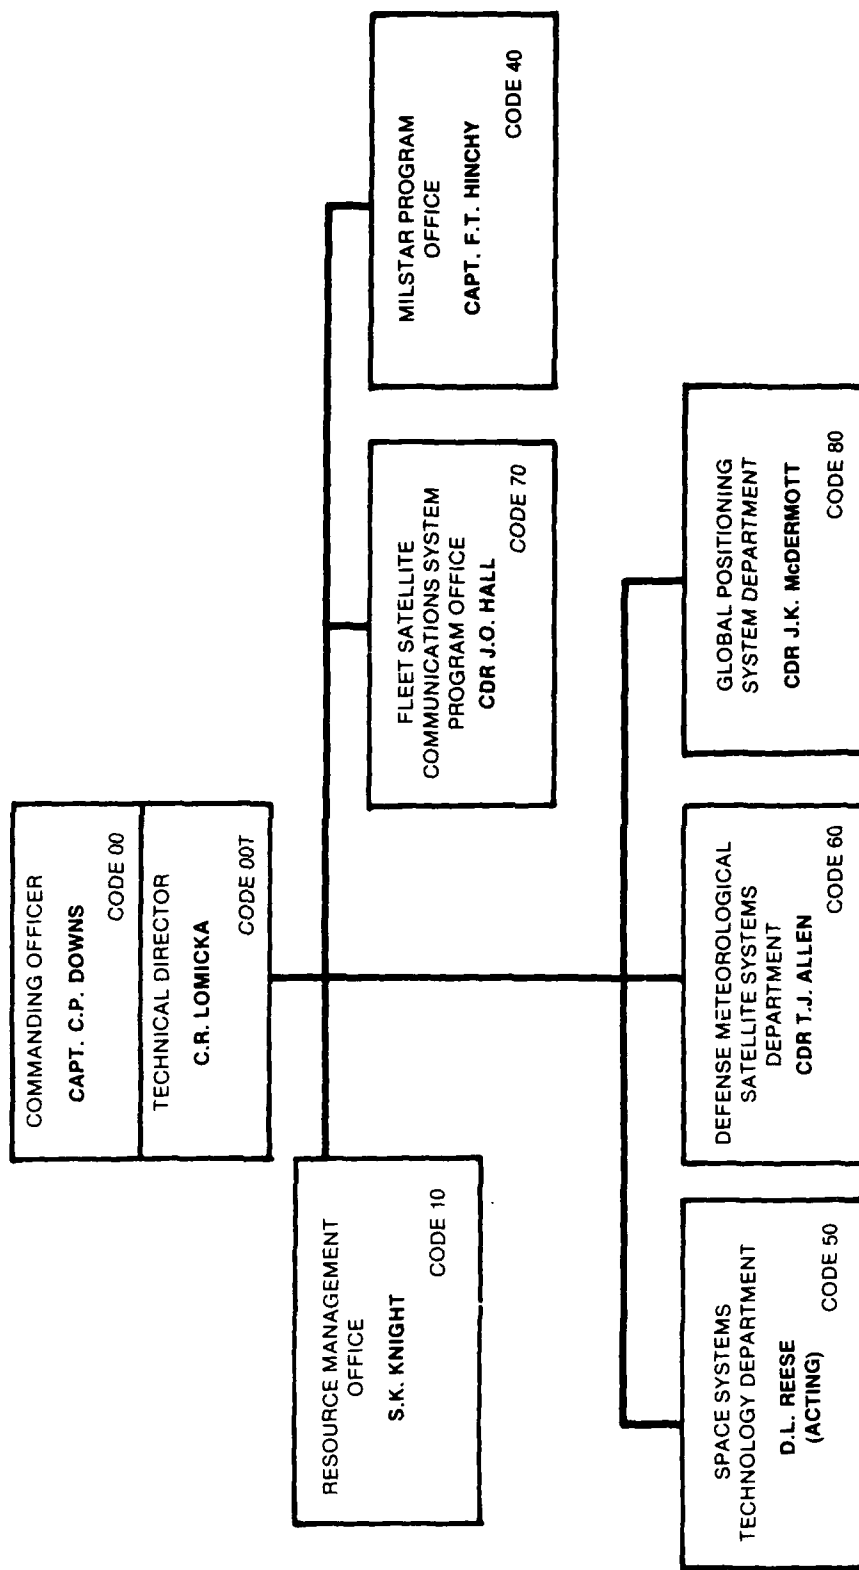 COMMANDING OFFICER
CAPT. C.P. DOWNS
CODE 00
TECHNICAL DIRECTOR
C.R. LOMICKA
CODE 00T
RESOURCE MANAGEMENT
OFFICE
S.K. KNIGHT
CODE 10
FLEET SATELLITE
COMMUNICATIONS SYSTEM
PROGRAM OFFICE
CDR J.O. HALL
CODE 70
MILSTAR PROGRAM
OFFICE
CAPT. F.T. HINCHY
CODE 40
SPACE SYSTEMS
TECHNOLOGY DEPARTMENT
D.L. REESE
(ACTING)
CODE 50
DEFENSE METEOROLOGICAL
SATELLITE SYSTEMS
DEPARTMENT
CDR T.J. ALLEN
CODE 60
GLOBAL POSITIONING
SYSTEM DEPARTMENT
CDR J.K. McDERMOTT
CODE 80